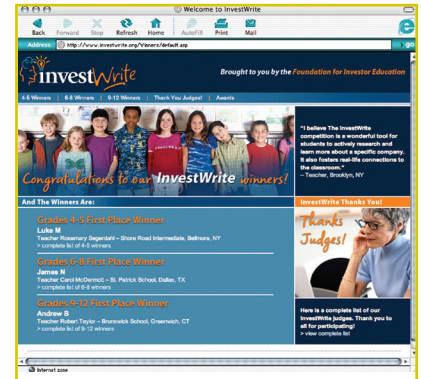 Welcome to InvestWrite
Back Forward Stop Refresh Home AutoFill Print Mail
Address: http://www.investwrite.org/Winners/default.asp go
investWrite
Brought to you by the Foundation for Investor Education
4-5 Winners | 6-8 Winners | 9-12 Winners | Thank You Judges! | Awards
Congratulations to our InvestWrite winners!
"I believe The InvestWrite
competition is a wonderful tool for
students to actively research and
learn more about a specific company.
It also fosters real-life connections to
the classroom."
– Teacher, Brooklyn, NY
And The Winners Are:
Grades 4-5 First Place Winner
Luke M
Teacher Rosemary Segerdahl – Shore Road Intermediate, Bellmore, NY
> complete list of 4-5 winners
Grades 6-8 First Place Winner
James N
Teacher Carol McDermott – St. Patrick School, Dallas, TX
> complete list of 6-8 winners
Grades 9-12 First Place Winner
Andrew B
Teacher Robert Taylor – Brunswick School, Greenwich, CT
> complete list of 9-12 winners
InvestWrite Thanks You!
Thanks
Judges!
Here is a complete list of our
InvestWrite judges. Thank you to
all for participating!
> view complete list
Internet zone